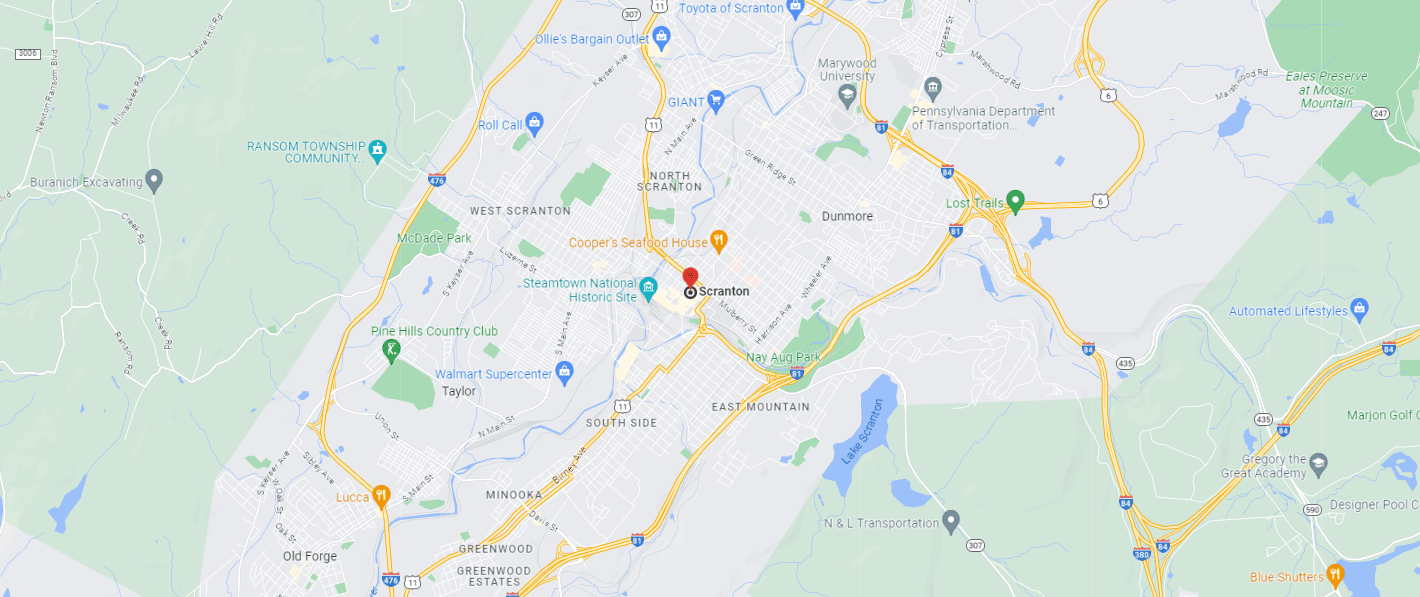 307
11
Toyota of Scranton
Ollie's Bargain Outlet
3006
Laurel Hill Rd
Newton Ransom Blvd
Milwaukee Rd
Keyser Ave
Cypress St
Marywood
University
Marshwood Rd
Marshwood Rd
Eales Preserve
at Moosic
Mountain
6
247
GIANT
Pennsylvania Department
of Transportation...
Roll Call
11
N Main Ave
81
RANSOM TOWNSHIP
COMMUNITY...
Green Ridge St
84
Buranich Excavating
476
NORTH
SCRANTON
Lost Trails
6
WEST SCRANTON
Dunmore
Creek Rd
McDade Park
Cooper's Seafood House
81
Luzerne St
S Keyser Ave
Wheeler Ave
Steamtown National
Historic Site
Scranton
Mulberry St
Harrison Ave
Automated Lifestyles
Creek Rd
Ransom Rd
Pine Hills Country Club
S Main Ave
Nay Aug Park
84
84
435
Walmart Supercenter
81
Taylor
11
EAST MOUNTAIN
SOUTH SIDE
Lake Scranton
435
Marjon Golf C
84
Union St
N Main St
Birney Ave
S Keyser Ave
Sibley Ave
Gregory the
Great Academy
W Oak St
Oak St
S Main St
Lucca
MINOOKA
84
Designer Pool C
590
Davis St
N & L Transportation
307
81
GREENWOOD
Old Forge
380
84
GREENWOOD
ESTATES
476
11
Blue Shutters
81